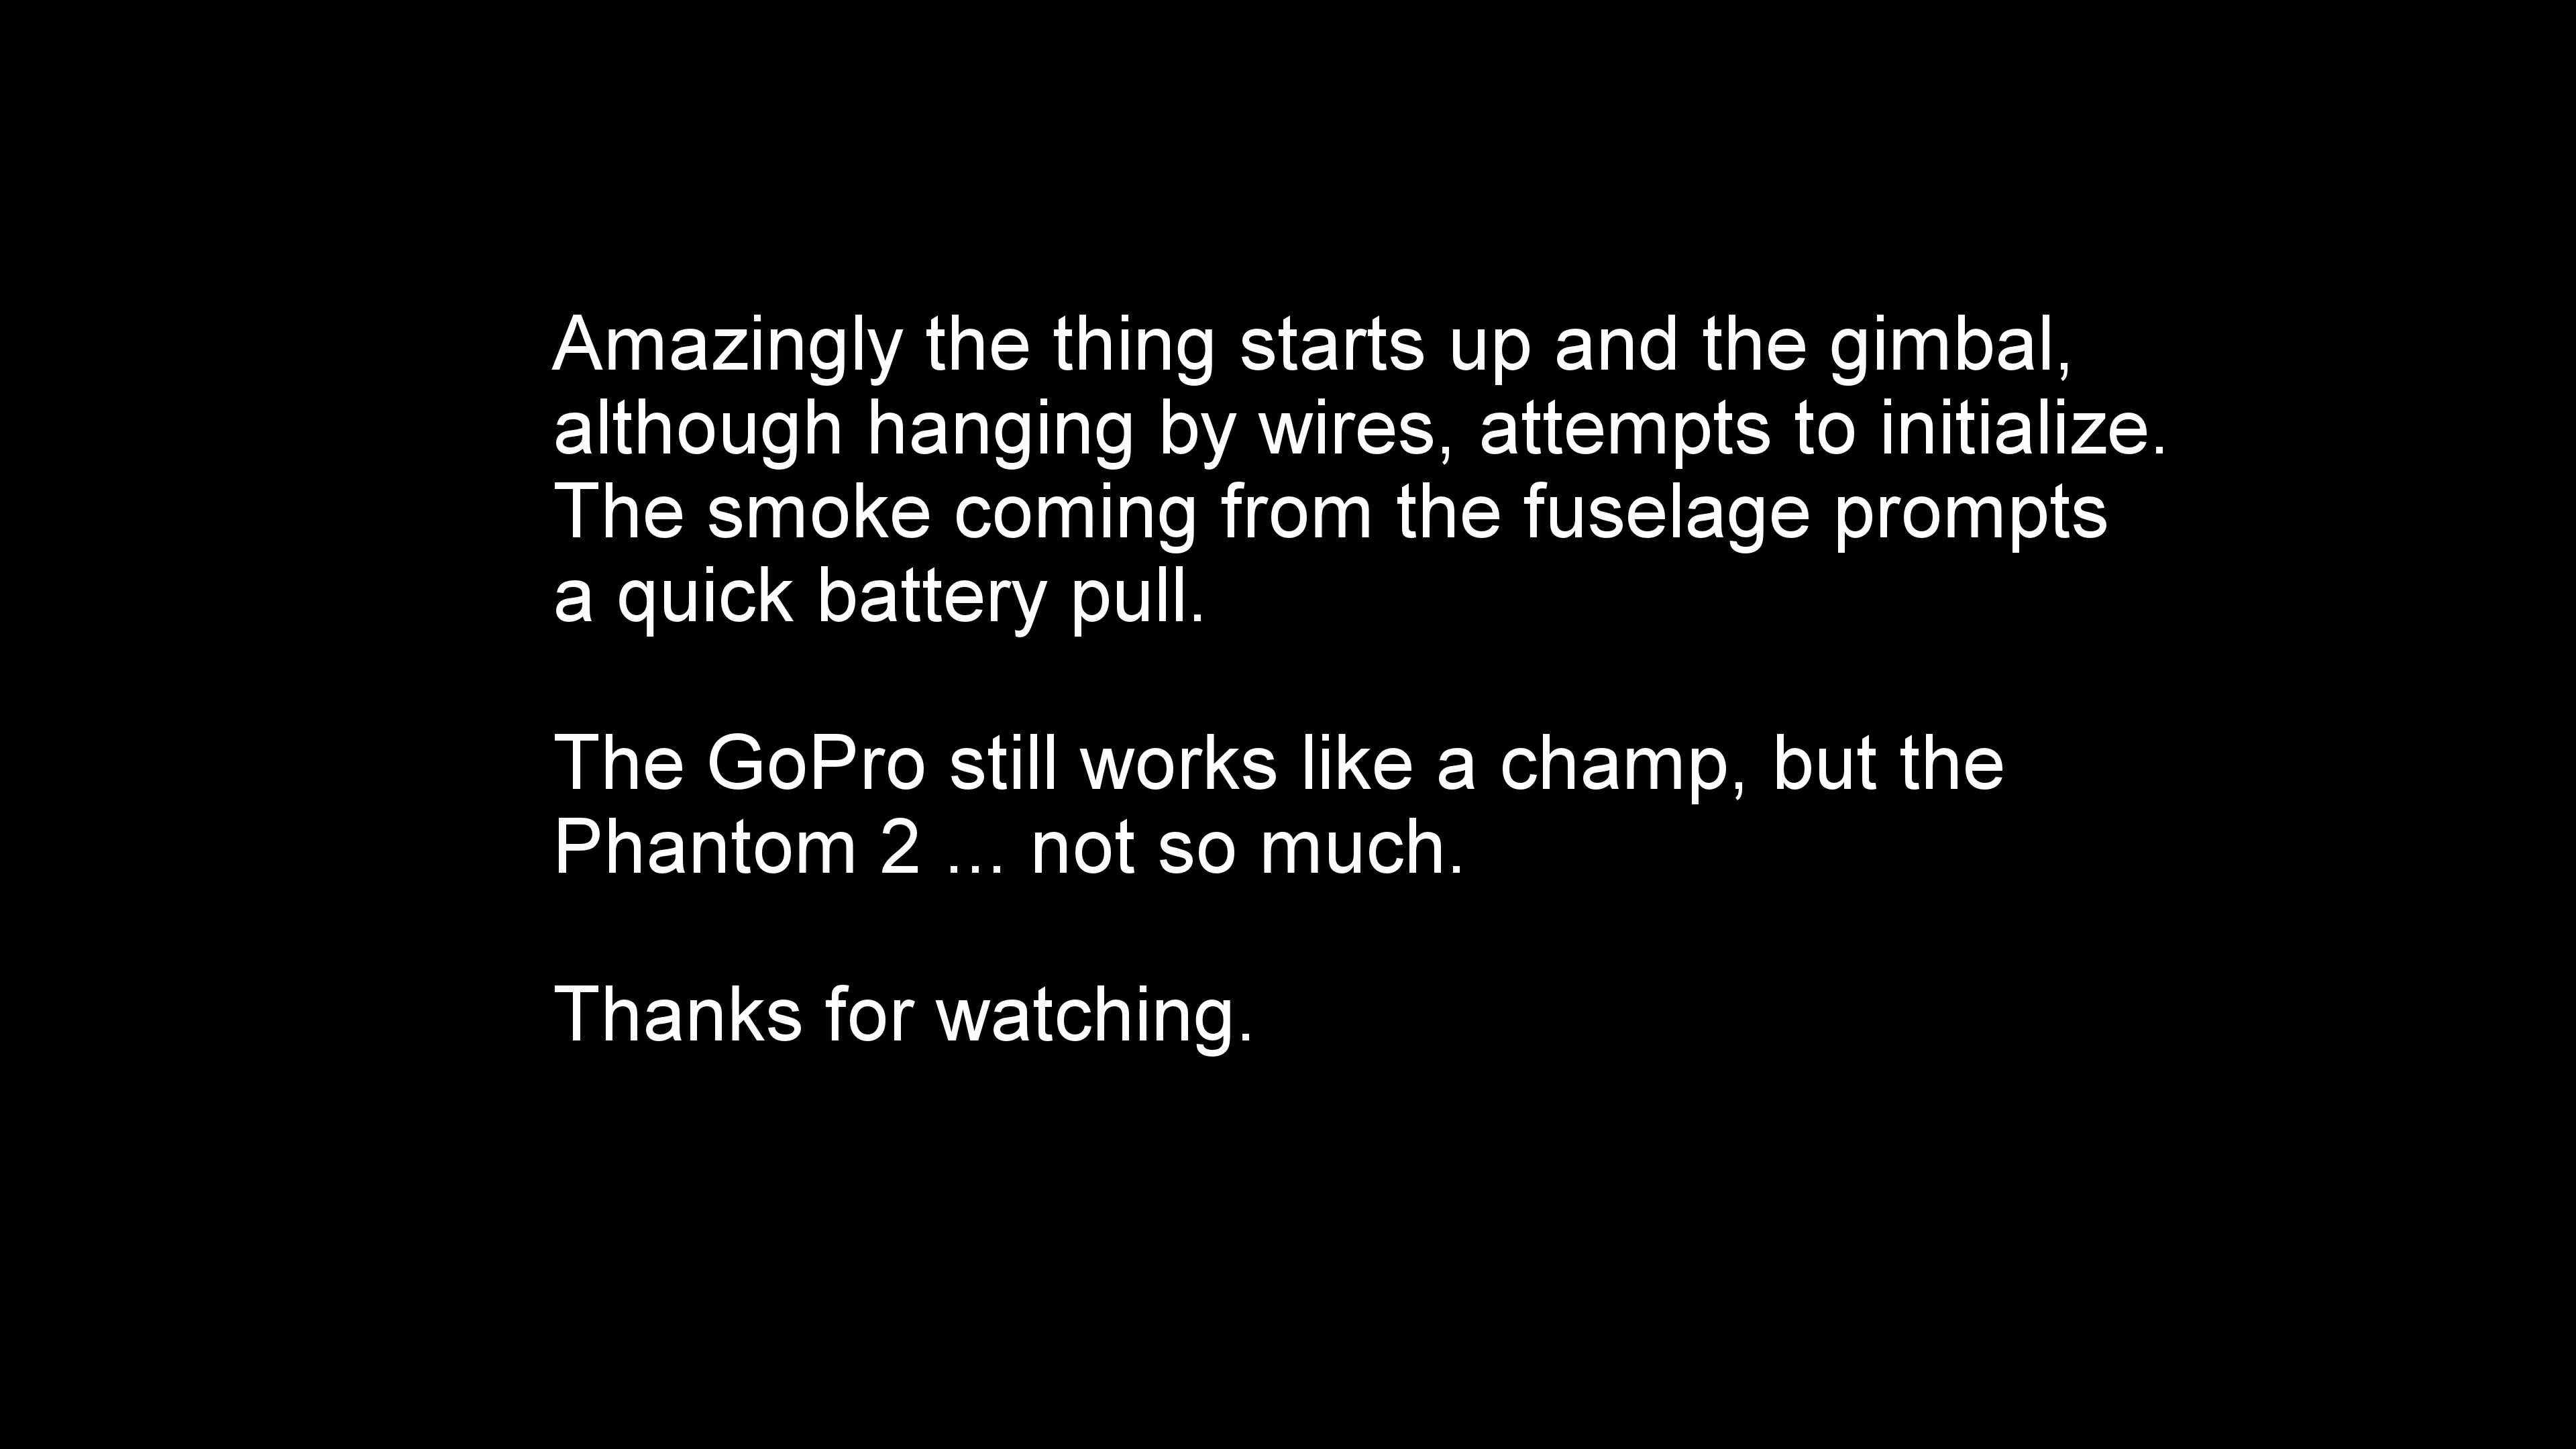 Amazingly the thing starts up and the gimbal,
although hanging by wires, attempts to initialize.
The smoke coming from the fuselage prompts
a quick battery pull.
The GoPro still works like a champ, but the
Phantom 2 ... not so much.
Thanks for watching.